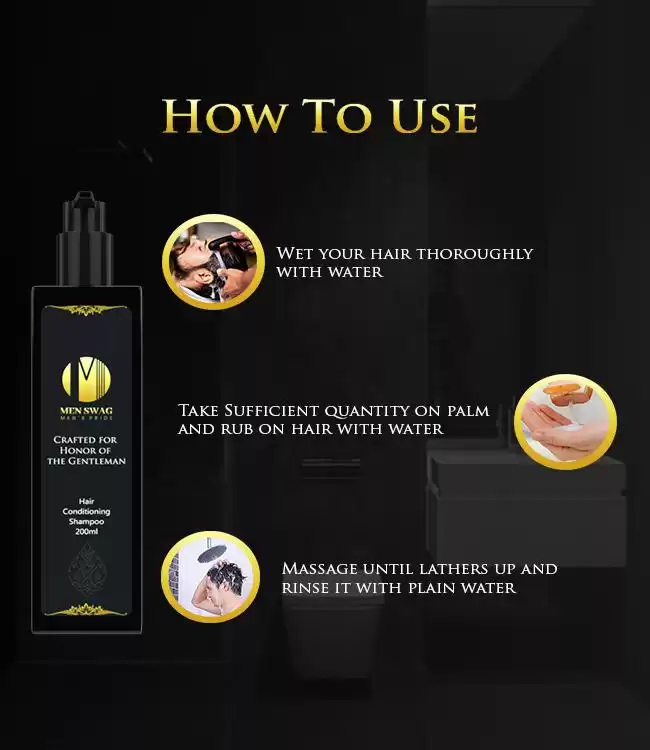 How To Use
Wet your hair thoroughly
with water
Take Sufficient quantity on palm
and rub on hair with water
Massage until lathers up and
rinse it with plain water
M
MEN SWAG
MEN'S PRIDE
Crafted for
Honor of
the Gentleman
Hair
Conditioning
Shampoo
200ml